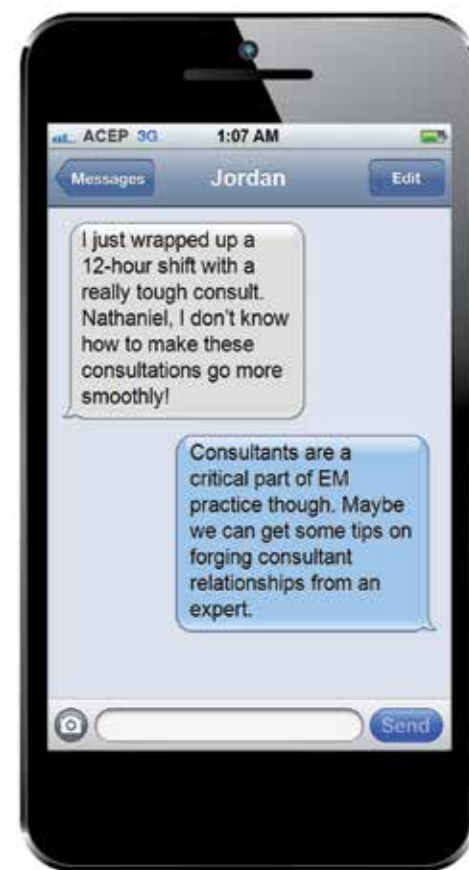 ACEP 3G 1:07 AM
Messages Jordan Edit
I just wrapped up a
12-hour shift with a
really tough consult.
Nathaniel, I don't know
how to make these
consultations go more
smoothly!
Consultants are a
critical part of EM
practice though. Maybe
we can get some tips on
forging consultant
relationships from an
expert.
Send